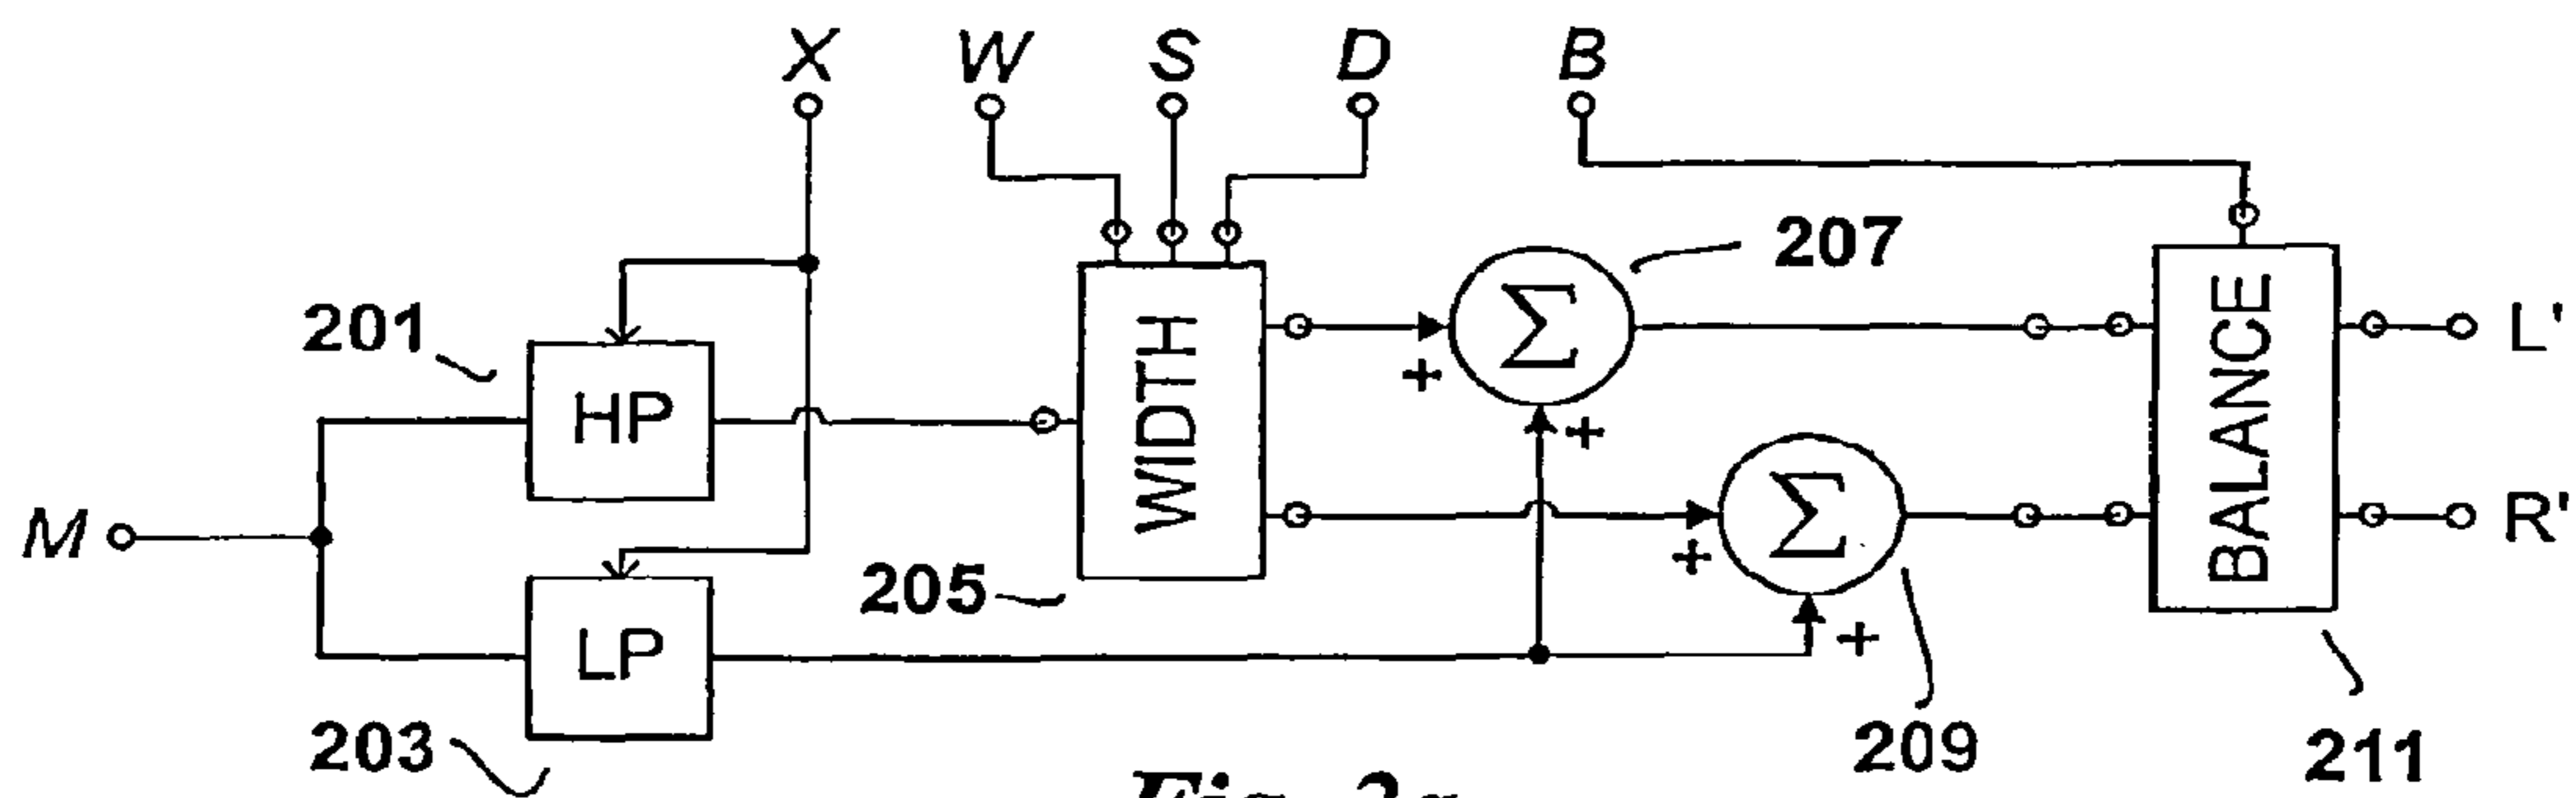 X W S D B
207
201
Σ
L'
HP
WIDTH
BALANCE
+
+
M
Σ
R'
+
205
LP
+
203
209
211